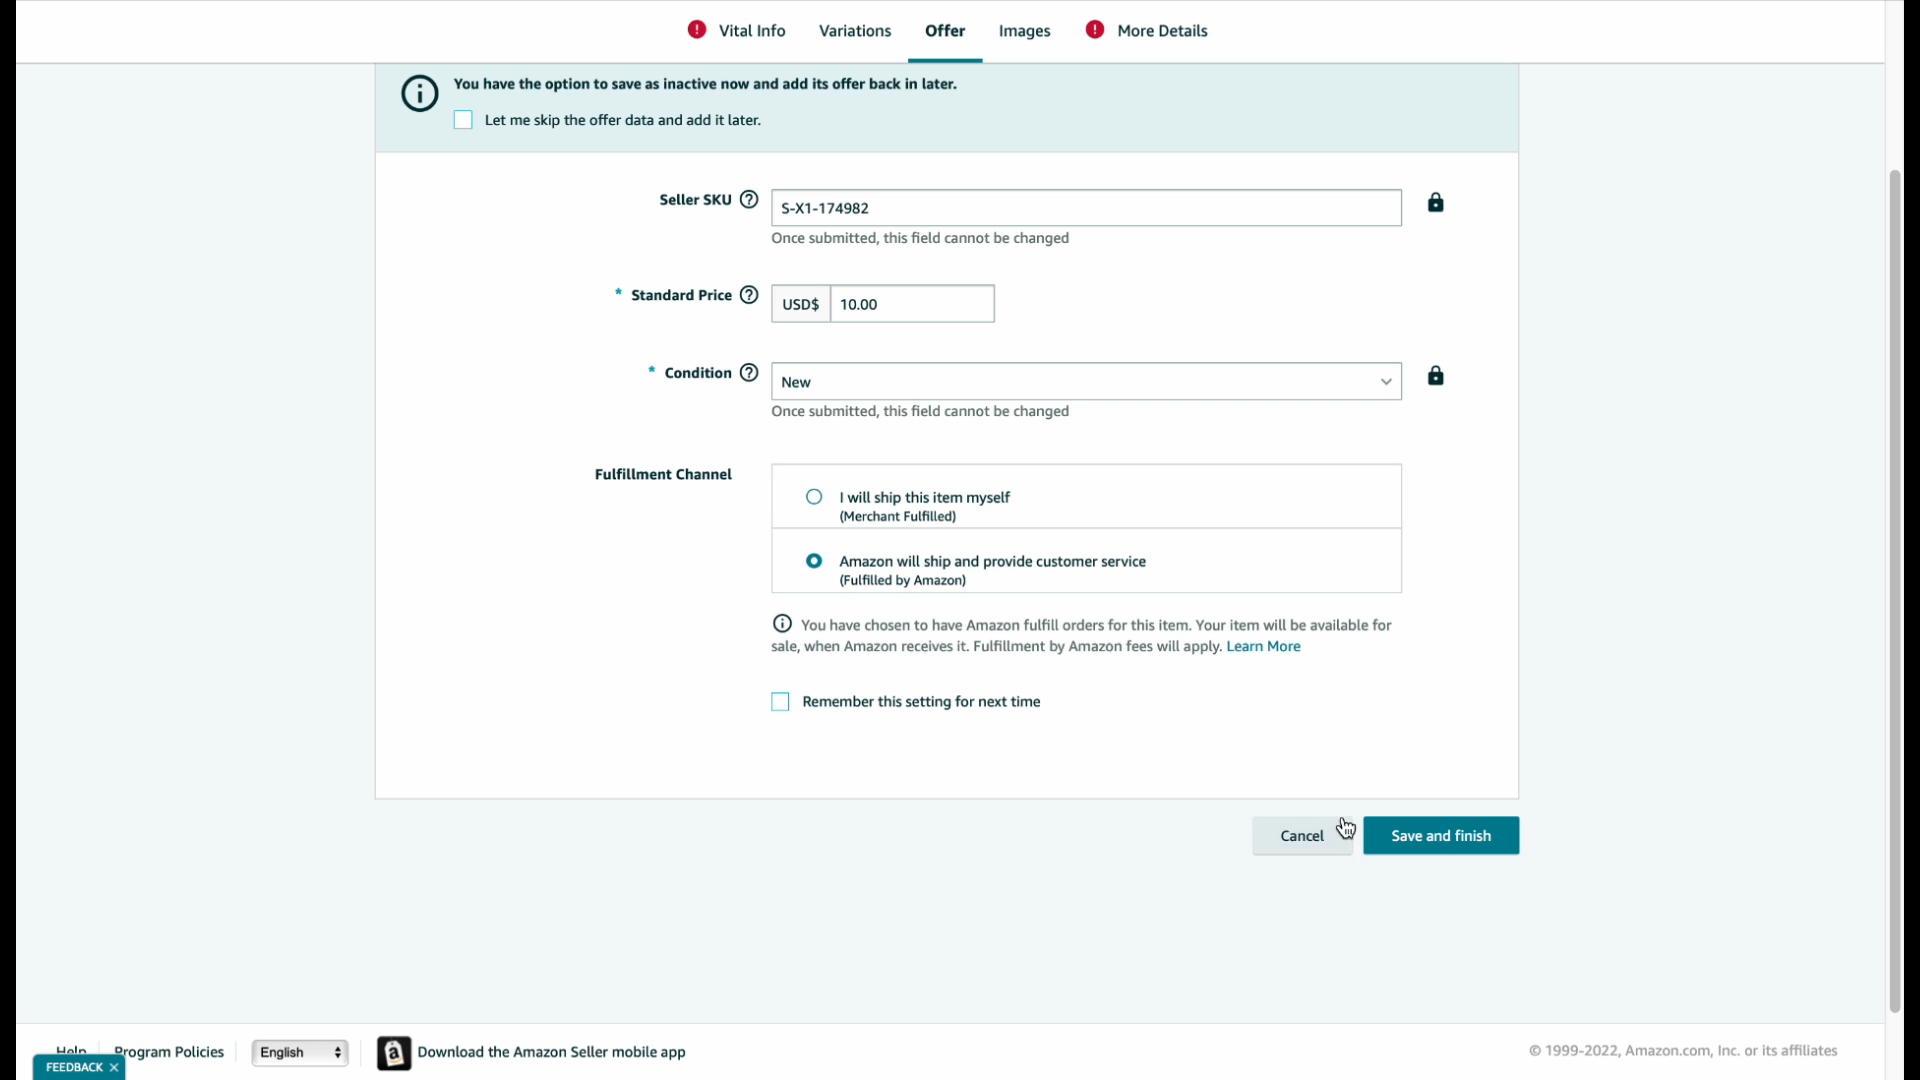 Vital Info Variations Offer Images More Details
You have the option to save as inactive now and add its offer back in later.
Let me skip the offer data and add it later.
Seller SKU S-X1-174982
Once submitted, this field cannot be changed
* Standard Price USD$ 10.00
* Condition New
Once submitted, this field cannot be changed
Fulfillment Channel
I will ship this item myself
(Merchant Fulfilled)
Amazon will ship and provide customer service
(Fulfilled by Amazon)
You have chosen to have Amazon fulfill orders for this item. Your item will be available for
sale, when Amazon receives it. Fulfillment by Amazon fees will apply. Learn More
Remember this setting for next time
Cancel Save and finish
Help Program Policies English Download the Amazon Seller mobile app © 1999-2022, Amazon.com, Inc. or its affiliates
FEEDBACK